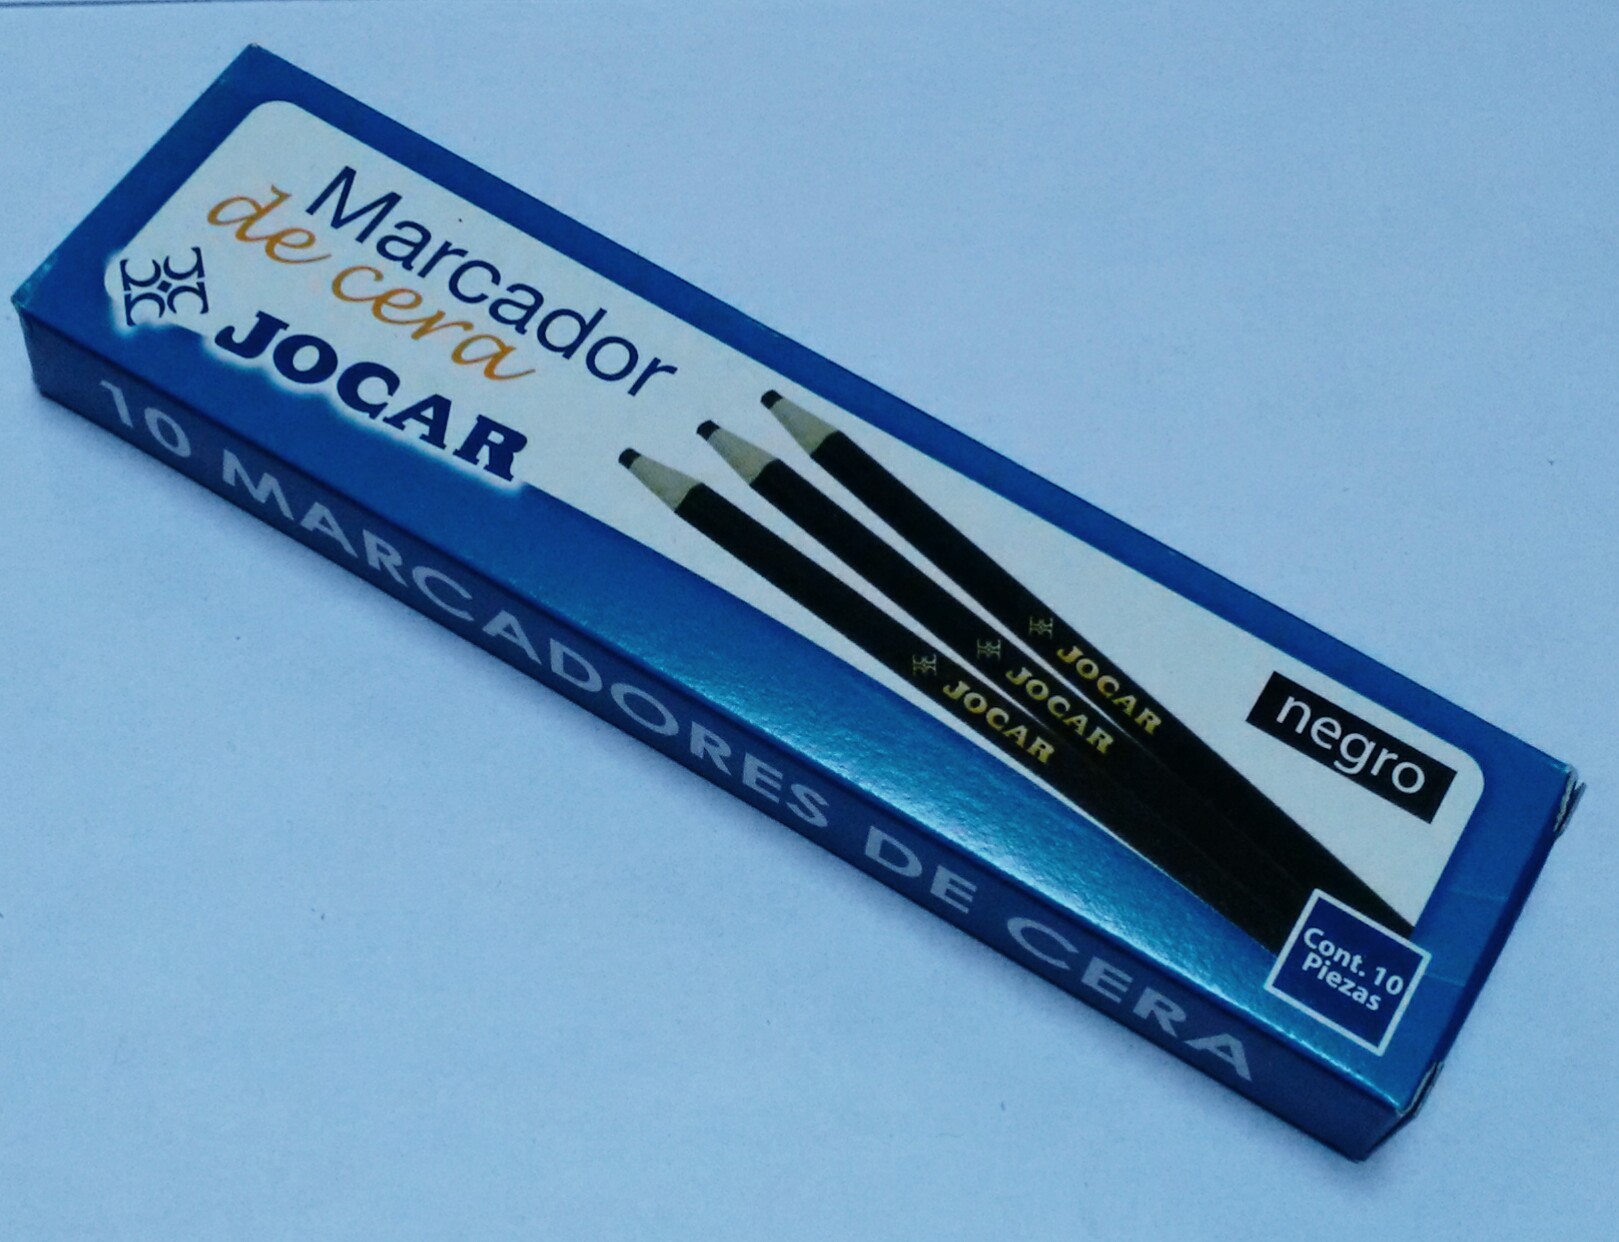 Marcador
de cera
JOCAR
JOCAR
JOCAR
JOCAR
negro
Cont. 10
Piezas
10 MARCADORES DE CERA